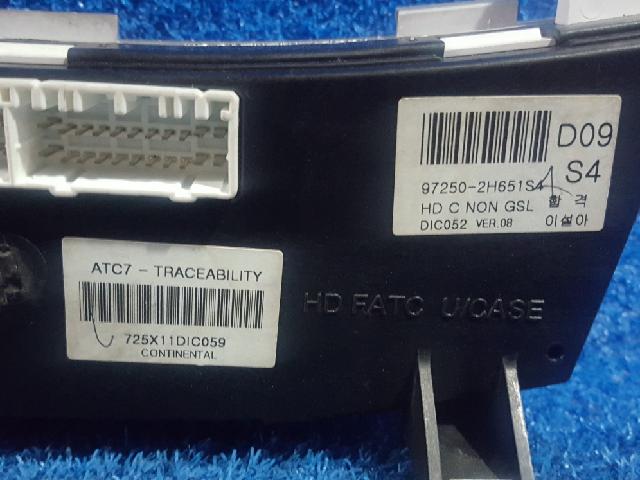 D09
S4
97250-2H651S4
HD C NON GSL 합 격
DIC052 VER.08 이설아
ATC7 - TRACEABILITY
725X11DIC059
CONTINENTAL
HD FATC U/CASE